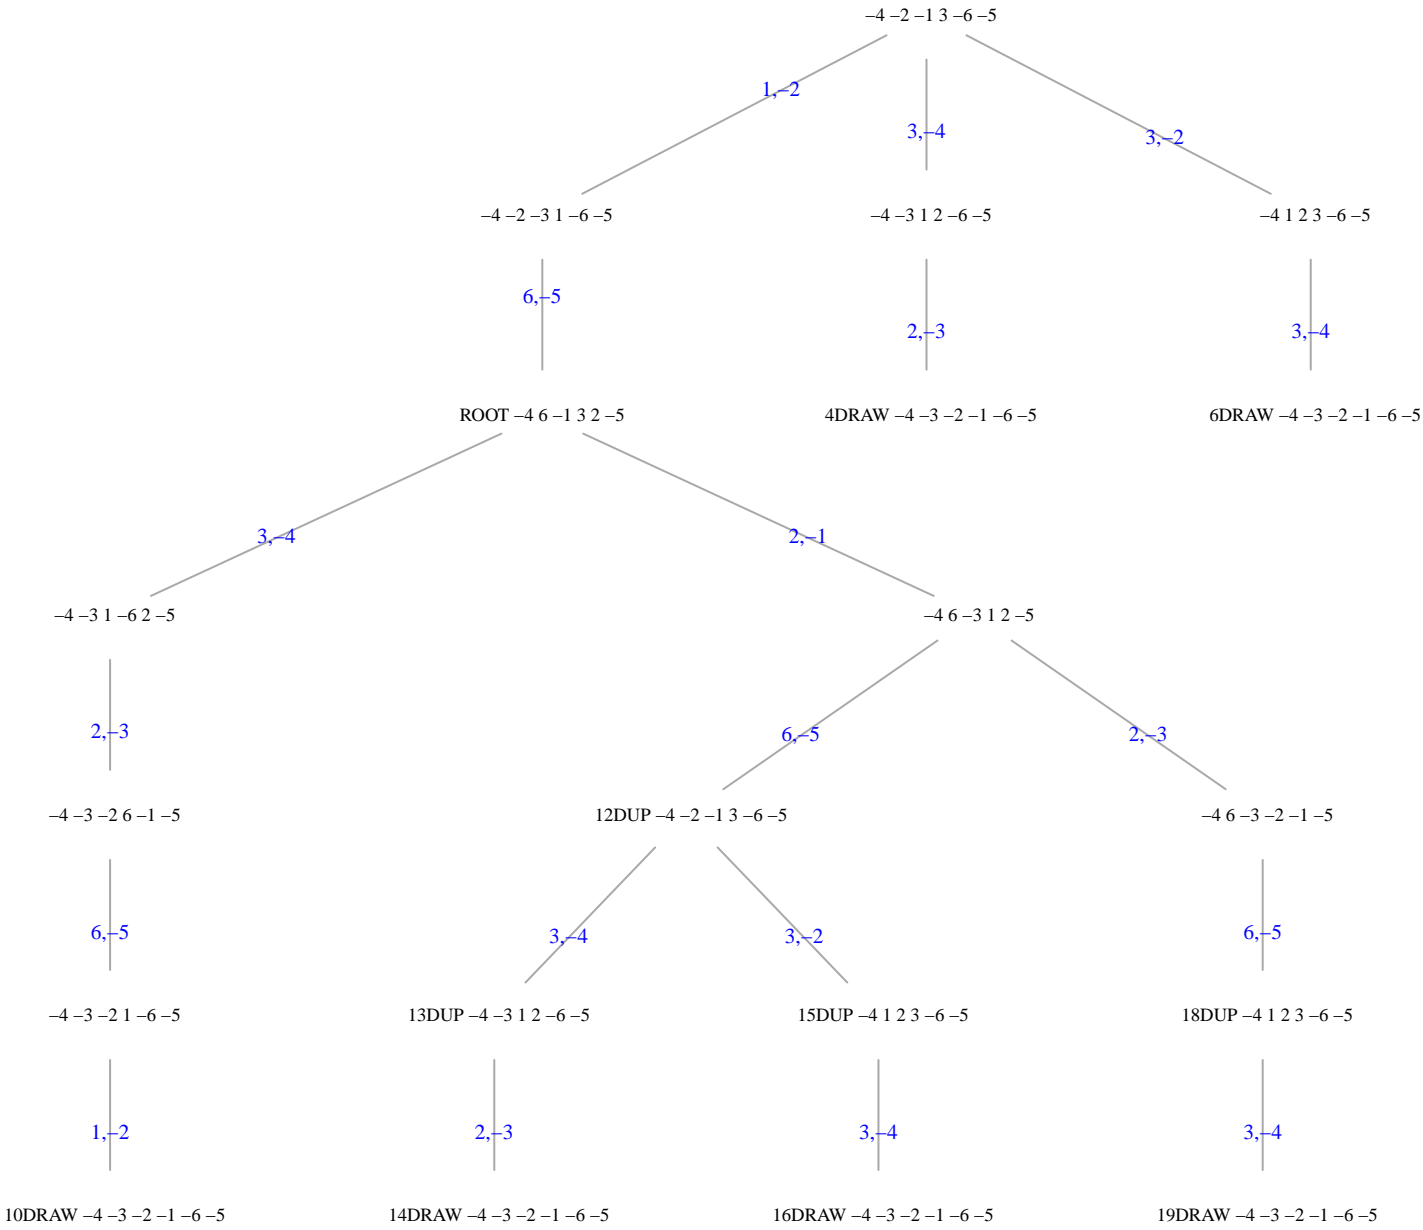 –4 –2 –1 3 –6 –5
1,–2
3,–4
3,–2
–4 –2 –3 1 –6 –5
–4 –3 1 2 –6 –5
–4 1 2 3 –6 –5
6,–5
2,–3
3,–4
ROOT –4 6 –1 3 2 –5
4DRAW –4 –3 –2 –1 –6 –5
6DRAW –4 –3 –2 –1 –6 –5
3,–4
2,–1
–4 –3 1 –6 2 –5
–4 6 –3 1 2 –5
2,–3
6,–5
2,–3
–4 –3 –2 6 –1 –5
12DUP –4 –2 –1 3 –6 –5
–4 6 –3 –2 –1 –5
6,–5
3,–4
3,–2
6,–5
–4 –3 –2 1 –6 –5
13DUP –4 –3 1 2 –6 –5
15DUP –4 1 2 3 –6 –5
18DUP –4 1 2 3 –6 –5
1,–2
2,–3
3,–4
3,–4
10DRAW –4 –3 –2 –1 –6 –5
14DRAW –4 –3 –2 –1 –6 –5
16DRAW –4 –3 –2 –1 –6 –5
19DRAW –4 –3 –2 –1 –6 –5